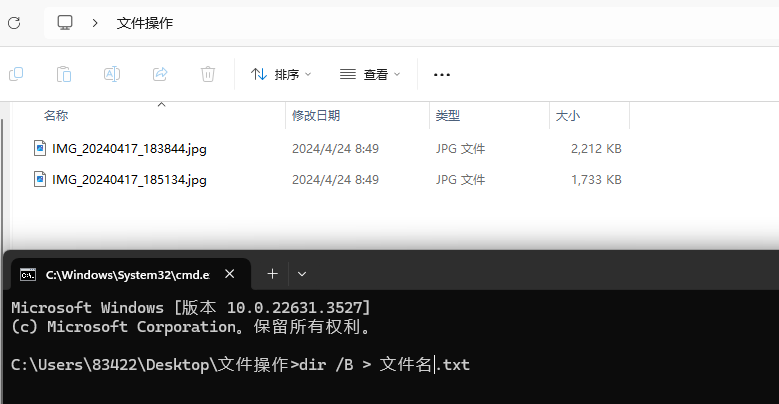 文件操作
排序
查看
名称 修改日期 类型 大小
IMG_20240417_183844.jpg 2024/4/24 8:49 JPG 文件 2,212 KB
IMG_20240417_185134.jpg 2024/4/24 8:49 JPG 文件 1,733 KB
C:\Windows\System32\cmd.e
Microsoft Windows [版本 10.0.22631.3527]
(c) Microsoft Corporation。保留所有权利。
C:\Users\83422\Desktop\文件操作>dir /B > 文件名.txt